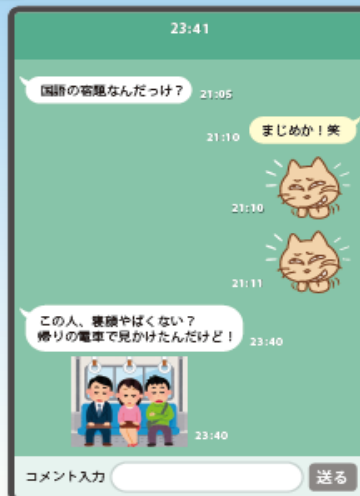 23:41
国語の宿題なんだっけ？
21:05
21:10
まじめか！笑
21:10
21:11
この人、寝顔やばくない？
帰りの電車で見かけたんだけど！
23:40
23:40
コメント入力
送る